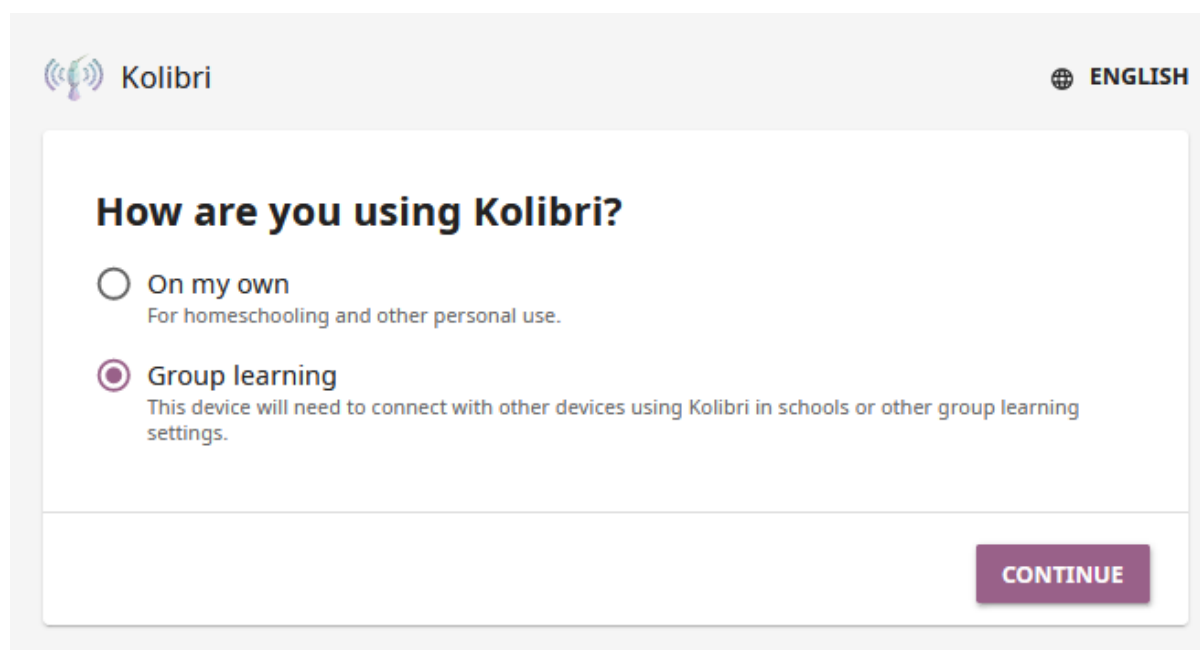 Kolibri
ENGLISH
How are you using Kolibri?
On my own
For homeschooling and other personal use.
Group learning
This device will need to connect with other devices using Kolibri in schools or other group learning
settings.
CONTINUE